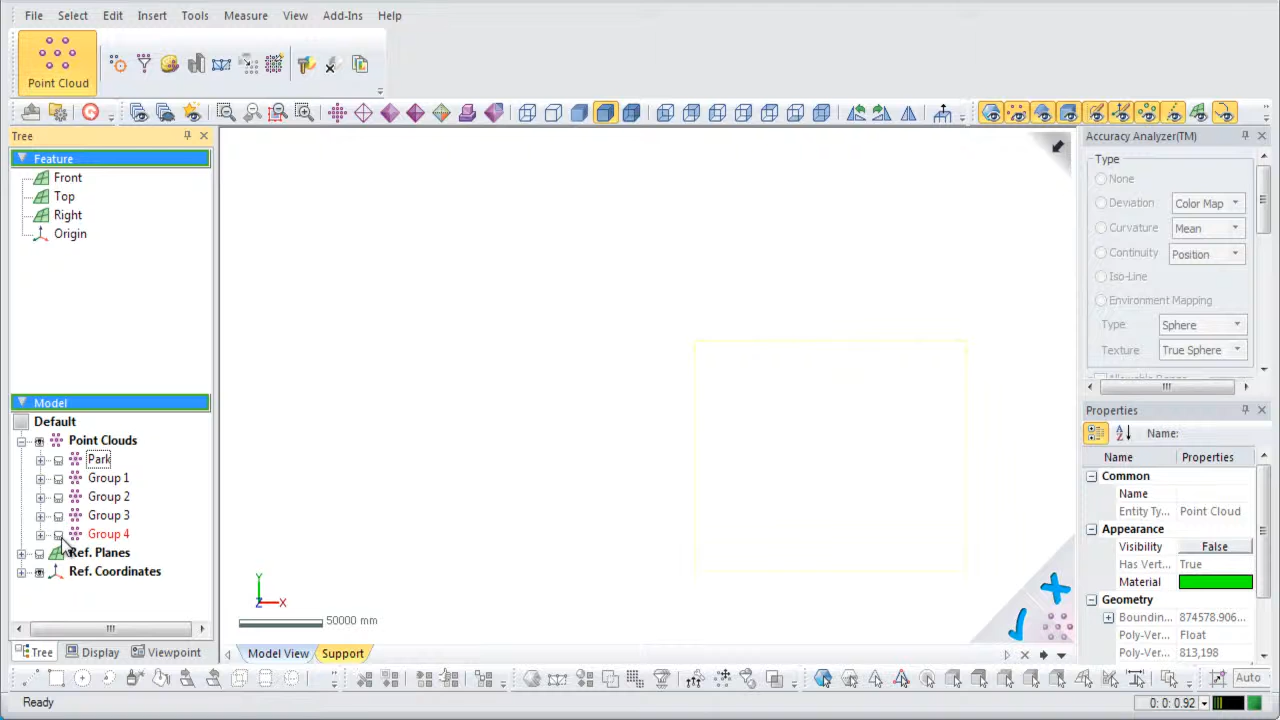 File Select Edit Insert Tools Measure View Add-Ins Help
Point Cloud
Tree
Feature
Front
Top
Right
Origin
Model
Default
Point Clouds
Park
Group 1
Group 2
Group 3
Group 4
Ref. Planes
Ref. Coordinates
Tree Display Viewpoint
Y
Z X
50000 mm
Model View Support
Accuracy Analyzer(TM)
Type
None
Deviation Color Map
Curvature Mean
Continuity Position
Iso-Line
Environment Mapping
Type: Sphere
Texture: True Sphere
Properties
Name:
Name Properties
Common
Name
Entity Ty... Point Cloud
Appearance
Visibility False
Has Vert... True
Material
Geometry
Boundin... 874578.906...
Poly-Ver... Float
Poly-Ver... 813,198
Auto
Ready
0: 0: 0.92